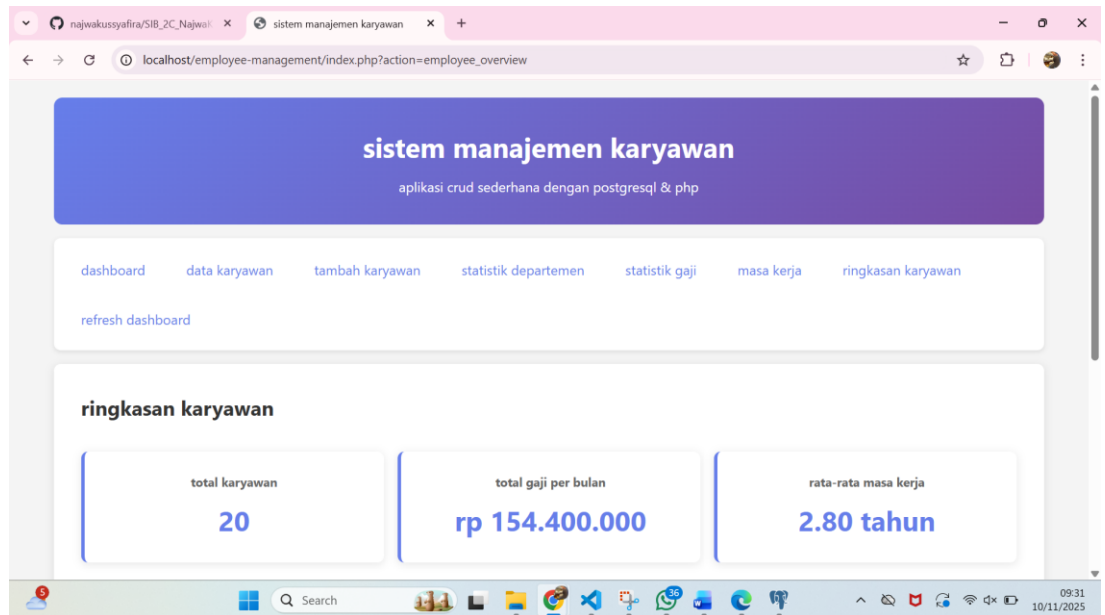 najwakussyafira/SIB_2C_Najwa
sistem manajemen karyawan
localhost/employee-management/index.php?action=employee_overview
sistem manajemen karyawan
aplikasi crud sederhana dengan postgresql & php
dashboard data karyawan tambah karyawan statistik departemen statistik gaji masa kerja ringkasan karyawan
refresh dashboard
ringkasan karyawan
total karyawan total gaji per bulan rata-rata masa kerja
20 rp 154.400.000 2.80 tahun
5 Search 36 09:31
10/11/2025